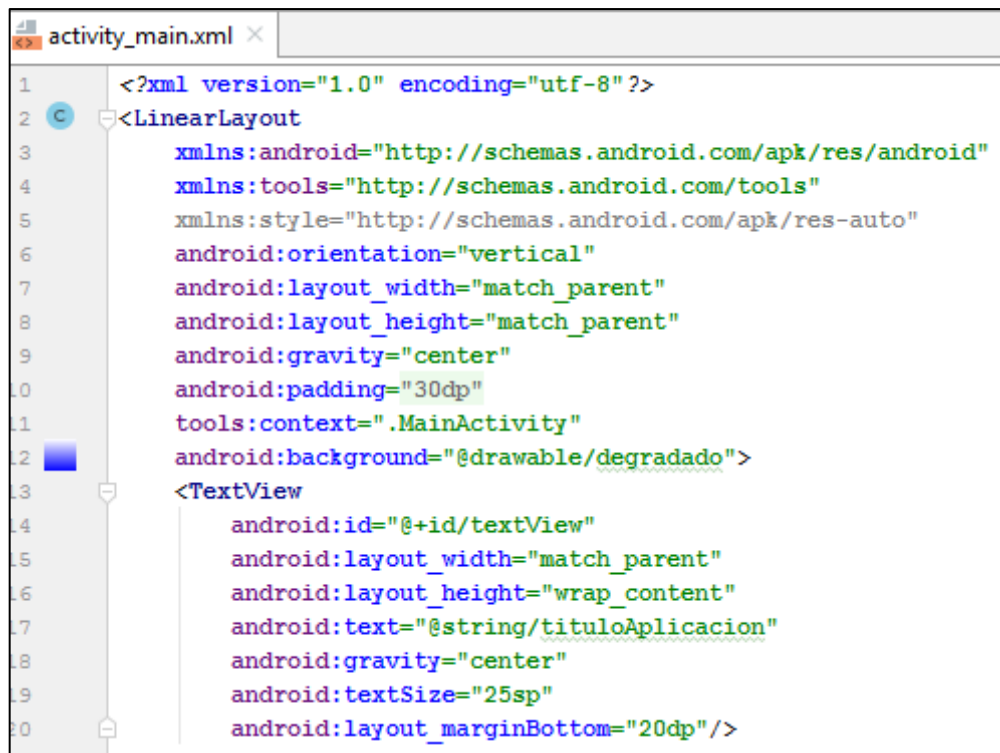 activity_main.xml
1 <?xml version="1.0" encoding="utf-8"?>
2 C <LinearLayout
3 xmlns:android="http://schemas.android.com/apk/res/android"
4 xmlns:tools="http://schemas.android.com/tools"
5 xmlns:style="http://schemas.android.com/apk/res-auto"
6 android:orientation="vertical"
7 android:layout_width="match_parent"
8 android:layout_height="match_parent"
9 android:gravity="center"
10 android:padding="30dp"
11 tools:context=".MainActivity"
12 android:background="@drawable/degradado">
13 <TextView
14 android:id="@+id/textView"
15 android:layout_width="match_parent"
16 android:layout_height="wrap_content"
17 android:text="@string/tituloAplicacion"
18 android:gravity="center"
19 android:textSize="25sp"
20 android:layout_marginBottom="20dp"/>